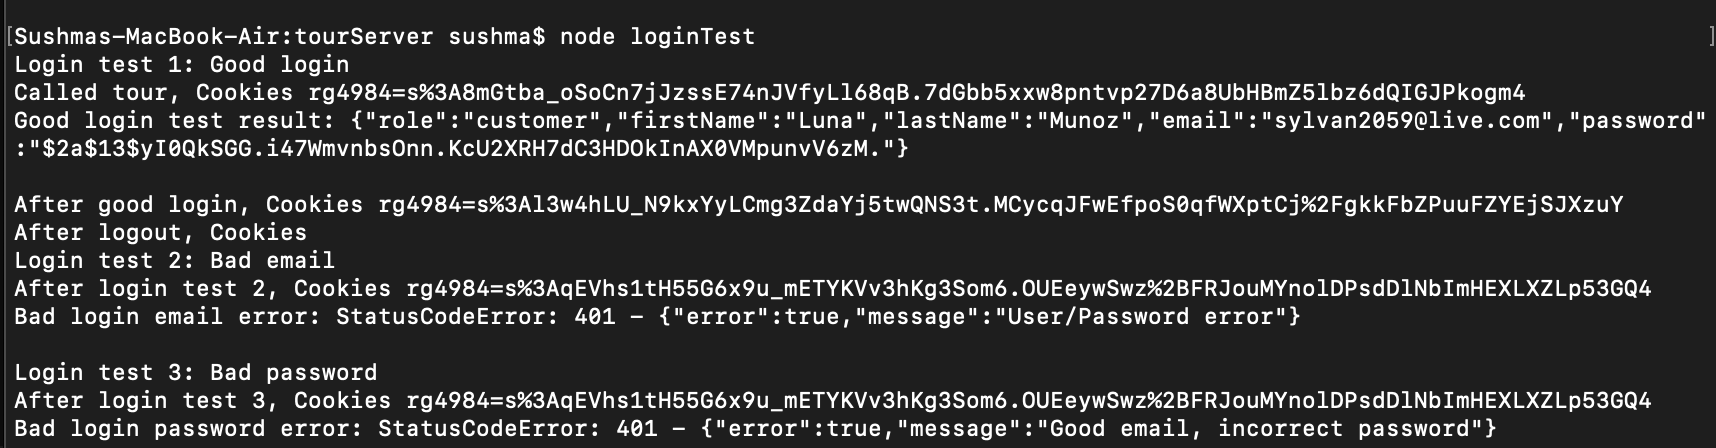 [Sushmas-MacBook-Air:tourServer sushma$ node loginTest ]
Login test 1: Good login
Called tour, Cookies rg4984=s%3A8mGtba_oSoCn7jJzssE74nJVfyLl68qB.7dGbb5xxw8pntvp27D6a8UbHBmZ5lbz6dQIGJPkogm4
Good login test result: {"role":"customer","firstName":"Luna","lastName":"Munoz","email":"sylvan2059@live.com","password"
:"$2a$13$yI0QkSGG.i47WmvnbsOnn.KcU2XRH7dC3HDOkInAX0VMpunvV6zM."}
After good login, Cookies rg4984=s%3Al3w4hLU_N9kxYyLCmg3ZdaYj5twQNS3t.MCycqJFwEfpoS0qfWXptCj%2FgkkFbZPuuFZYEjSJXzuY
After logout, Cookies
Login test 2: Bad email
After login test 2, Cookies rg4984=s%3AqEVhs1tH55G6x9u_mETYKVv3hKg3Som6.OUEeywSwz%2BFRJouMYnolDPsdDlNbImHEXLXZLp53GQ4
Bad login email error: StatusCodeError: 401 - {"error":true,"message":"User/Password error"}
Login test 3: Bad password
After login test 3, Cookies rg4984=s%3AqEVhs1tH55G6x9u_mETYKVv3hKg3Som6.OUEeywSwz%2BFRJouMYnolDPsdDlNbImHEXLXZLp53GQ4
Bad login password error: StatusCodeError: 401 - {"error":true,"message":"Good email, incorrect password"}